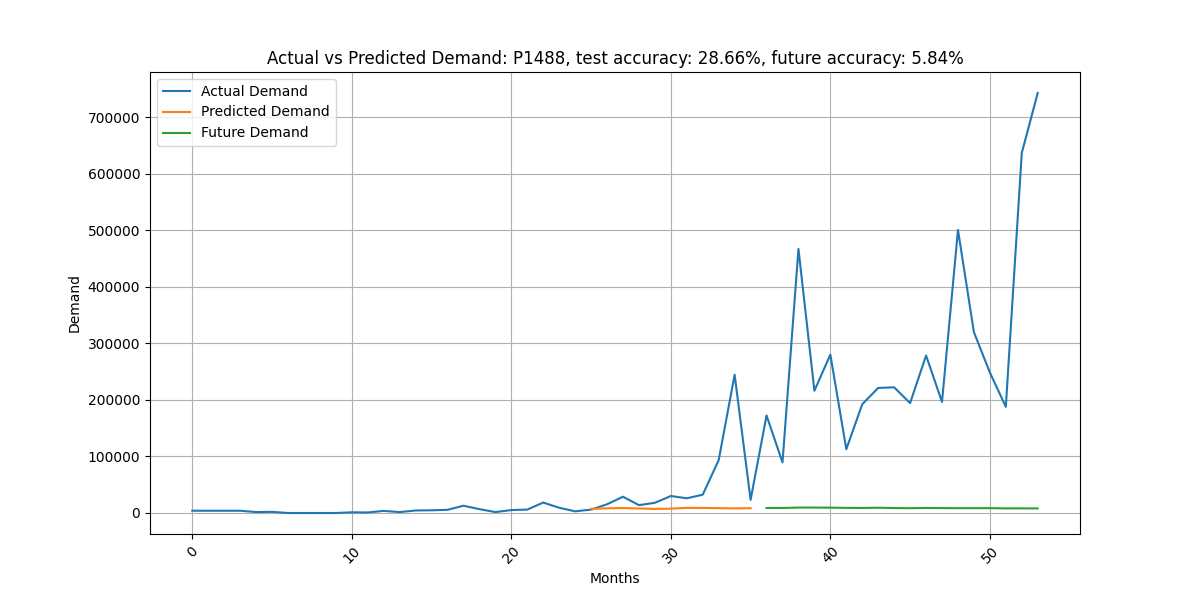 Actual vs Predicted Demand: P1488, test accuracy: 28.66%, future accuracy: 5.84%
Actual Demand
Predicted Demand
Future Demand
700000
600000
500000
400000
300000
200000
100000
0
Demand
0 10 20 30 40 50
Months